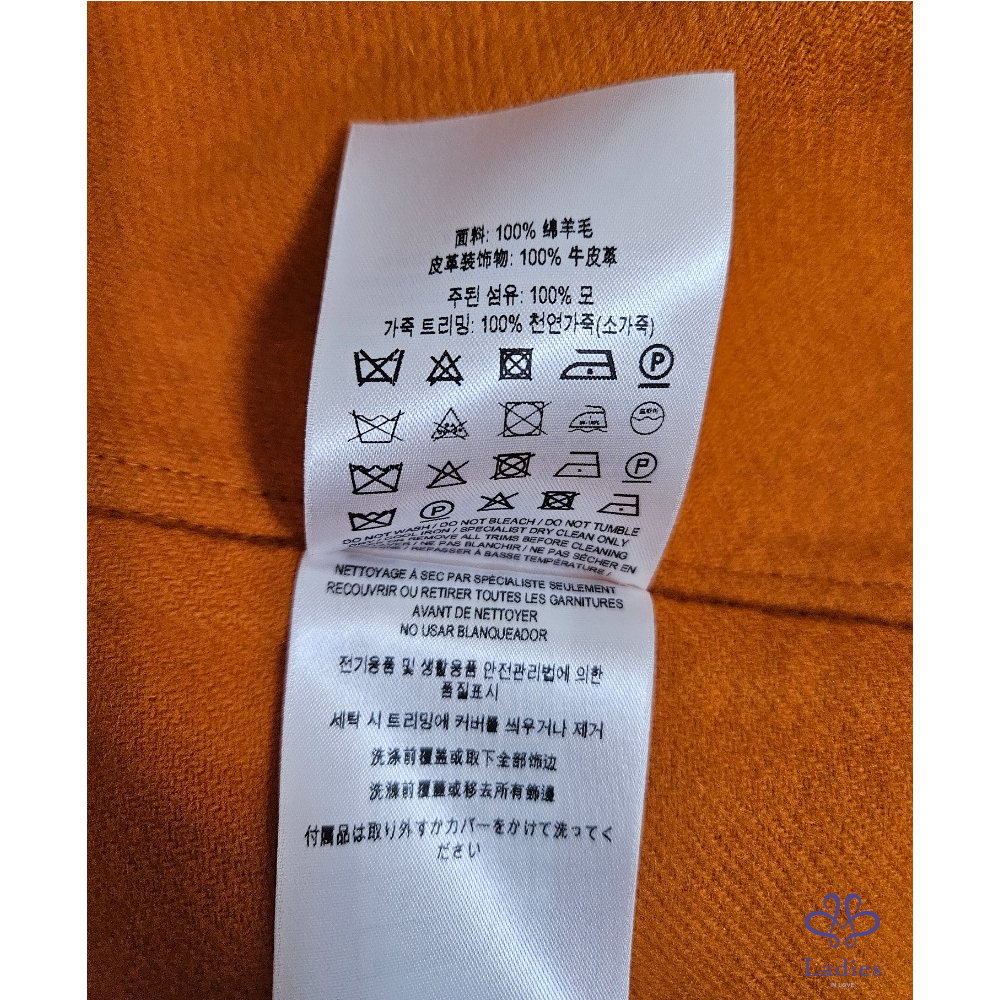 面料: 100% 绵羊毛
皮革装饰物: 100% 牛皮革
주된 섬유: 100% 모
가죽 트리밍: 100% 천연가죽(소가죽)
P
P
P
DO NOT WASH / DO NOT BLEACH / DO NOT TUMBLE
COOL IRON / SPECIALIST DRY CLEAN ONLY
OR REMOVE ALL TRIMS BEFORE CLEANING
/ NE PAS BLANCHIR / NE PAS SÉCHER EN
/ REPASSER À BASSE TEMPÉRATURE /
NETTOYAGE À SEC PAR SPÉCIALISTE SEULEMENT
RECOUVRIR OU RETIRER TOUTES LES GARNITURES
AVANT DE NETTOYER
NO USAR BLANQUEADOR
전기용품 및 생활용품 안전관리법에 의한
품질표시
세탁 시 트리밍에 커버를 씌우거나 제거
洗涤前覆盖或取下全部饰边
洗滌前覆蓋或移去所有飾邊
付属品は取り外すかカバーをかけて洗ってく
ださい
Ladies
IN LOVE